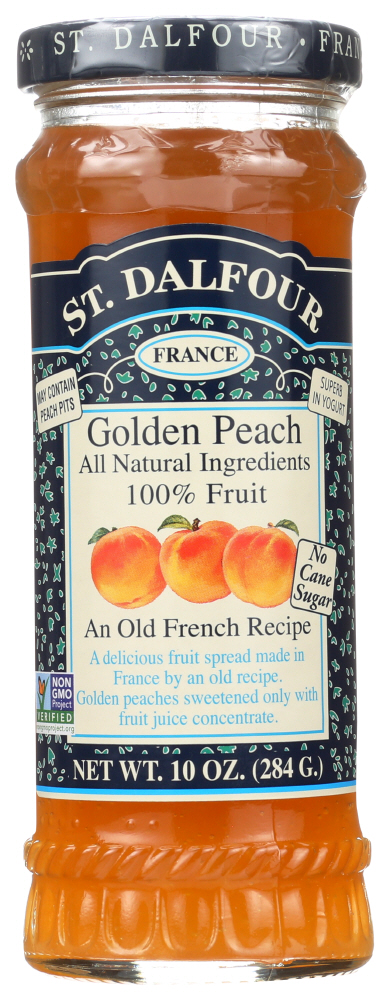 ST. DALFOUR • FRAN
ST. DALFOUR
FRANCE
MAY CONTAIN
PEACH PITS
SUPERB
IN YOGURT
Golden Peach
All Natural Ingredients
100% Fruit
No
Cane
Sugar
An Old French Recipe
A delicious fruit spread made in
France by an old recipe.
Golden peaches sweetened only with
fruit juice concentrate.
NON
GMO
Project
VERIFIED
nongmoproject.org
NET WT. 10 OZ. (284 G.)